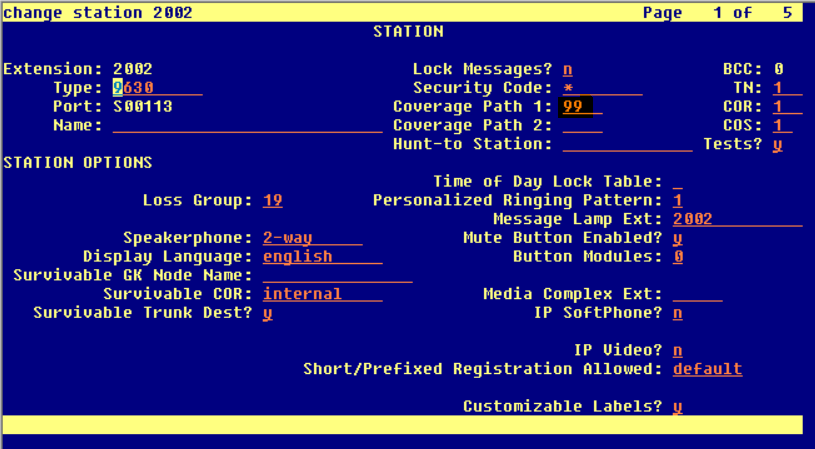 change station 2002 Page 1 of 5
STATION
Extension: 2002 Lock Messages? n BCC: 0
Type: 9630 Security Code: * TN: 1
Port: S00113 Coverage Path 1: 99 COR: 1
Name: Coverage Path 2: COS: 1
Hunt-to Station: Tests? y
STATION OPTIONS
Time of Day Lock Table:
Loss Group: 19 Personalized Ringing Pattern: 1
Message Lamp Ext: 2002
Speakerphone: 2-way Mute Button Enabled? y
Display Language: english Button Modules: 0
Survivable GK Node Name:
Survivable COR: internal Media Complex Ext:
Survivable Trunk Dest? y IP SoftPhone? n
IP Video? n
Short/Prefixed Registration Allowed: default
Customizable Labels? y